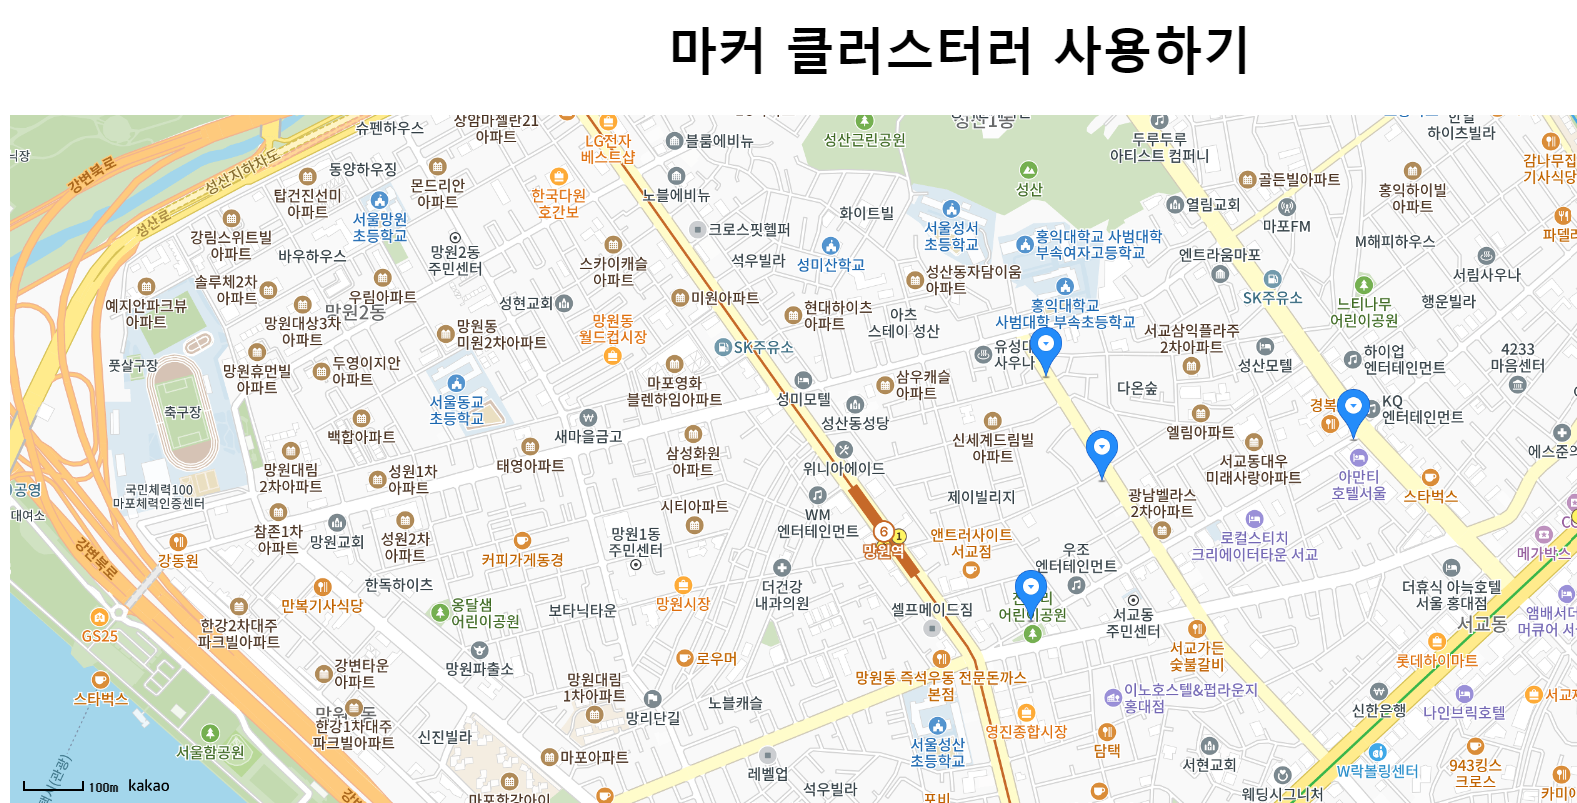 마커 클러스터러 사용하기
슈펜하우스
상암마젤란21
아파트
LG전자
베스트샵
블룸에비뉴
성산근린공원
성산1동
두루두루
아티스트 컴퍼니
하이츠빌라
감나무집
기사식당
강변북로
성산지하차도
동양하우징
탑건진선미
아파트
몬드리안
아파트
한국다원
호간보
노블에비뉴
성산
골든빌아파트
홍익하이빌
아파트
성산로
서울망원
초등학교
크로스핏헬퍼
화이트빌
서울성서
초등학교
열림교회
마포FM
강림스위트빌
아파트
바우하우스
망원2동
주민센터
스카이캐슬
아파트
석우빌라
성미산학교
홍익대학교 사범대학
부속여자고등학교
엔트라움마포
M해피하우스
서림사우나
솔루체2차
아파트
예지안파크뷰
아파트
우림아파트
망원2동
망원대상3차
아파트
성현교회
미원아파트
현대하이츠
아파트
성산동자담이움
아파트
아츠
스테이 성산
홍익대학교
사범대학 부속초등학교
SK주유소
느티나무
어린이공원
행운빌라
망원동
미원2차아파트
망원동
월드컵시장
SK주유소
서교삼익플라주
2차아파트
성산모텔
하이업
엔터테인먼트
4233
마음센터
풋살구장
망원휴먼빌
아파트
두영이지안
아파트
마포영화
블렌하임아파트
성미모텔
삼우캐슬
아파트
사우나
다온숲
축구장
서울동교
초등학교
백합아파트
새마을금고
성산동성당
엘림아파트
KQ
엔터테인먼트
망원대림
2차아파트
성원1차
아파트
태영아파트
삼성화원
아파트
위니아에이드
신세계드림빌
아파트
서교동대우
미래사랑아파트
아만티
호텔서울
스타벅스
국민체력100
마포체력인증센터
시티아파트
WM
엔터테인먼트
제이빌리지
광남벨라스
2차아파트
참존1차
아파트
망원교회
성원2차
아파트
커피가게동경
망원1동
주민센터
6
1
망원역
앤트러사이트
서교점
우조
엔터테인먼트
로컬스티치
크리에이터타운 서교
메가박스
강동원
강변북로
한독하이츠
만복기사식당
옹달샘
어린이공원
보타닉타운
망원시장
더건강
내과의원
셀프메이드짐
어린이공원
서교동
주민센터
더휴식 아늑호텔
서울 홍대점
서교동
GS25
한강2차대주
파크빌아파트
망원파출소
로우머
망원동 즉석우동 전문돈까스
본점
서교가든
숯불갈비
롯데하이마트
스타벅스
강변타운
아파트
한강1차대주
파크빌아파트
망원대림
1차아파트
망리단길
노블캐슬
이노호스텔&펍라운지
홍대점
신한은행
나인브릭호텔
서울함공원
신진빌라
마포아파트
레벨업
서울성산
초등학교
영진종합시장
담택
서현교회
W락볼링센터
943킹스
크로스
100m
kakao
석우빌라
웨딩시그니처